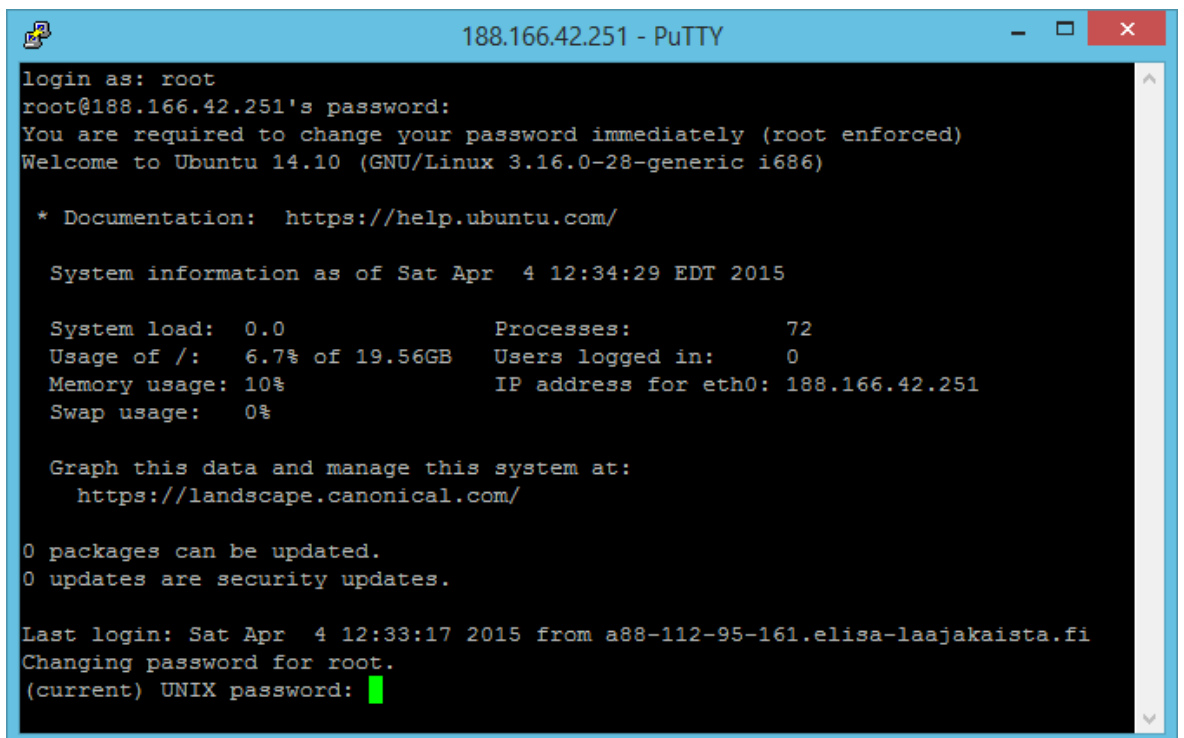 188.166.42.251 - PuTTY
login as: root
root@188.166.42.251's password:
You are required to change your password immediately (root enforced)
Welcome to Ubuntu 14.10 (GNU/Linux 3.16.0-28-generic i686)
* Documentation:  https://help.ubuntu.com/
System information as of Sat Apr  4 12:34:29 EDT 2015
System load:  0.0               Processes:           72
Usage of /:   6.7% of 19.56GB   Users logged in:     0
Memory usage: 10%               IP address for eth0: 188.166.42.251
Swap usage:   0%
Graph this data and manage this system at:
https://landscape.canonical.com/
0 packages can be updated.
0 updates are security updates.
Last login: Sat Apr  4 12:33:17 2015 from a88-112-95-161.elisa-laajakaista.fi
Changing password for root.
(current) UNIX password: